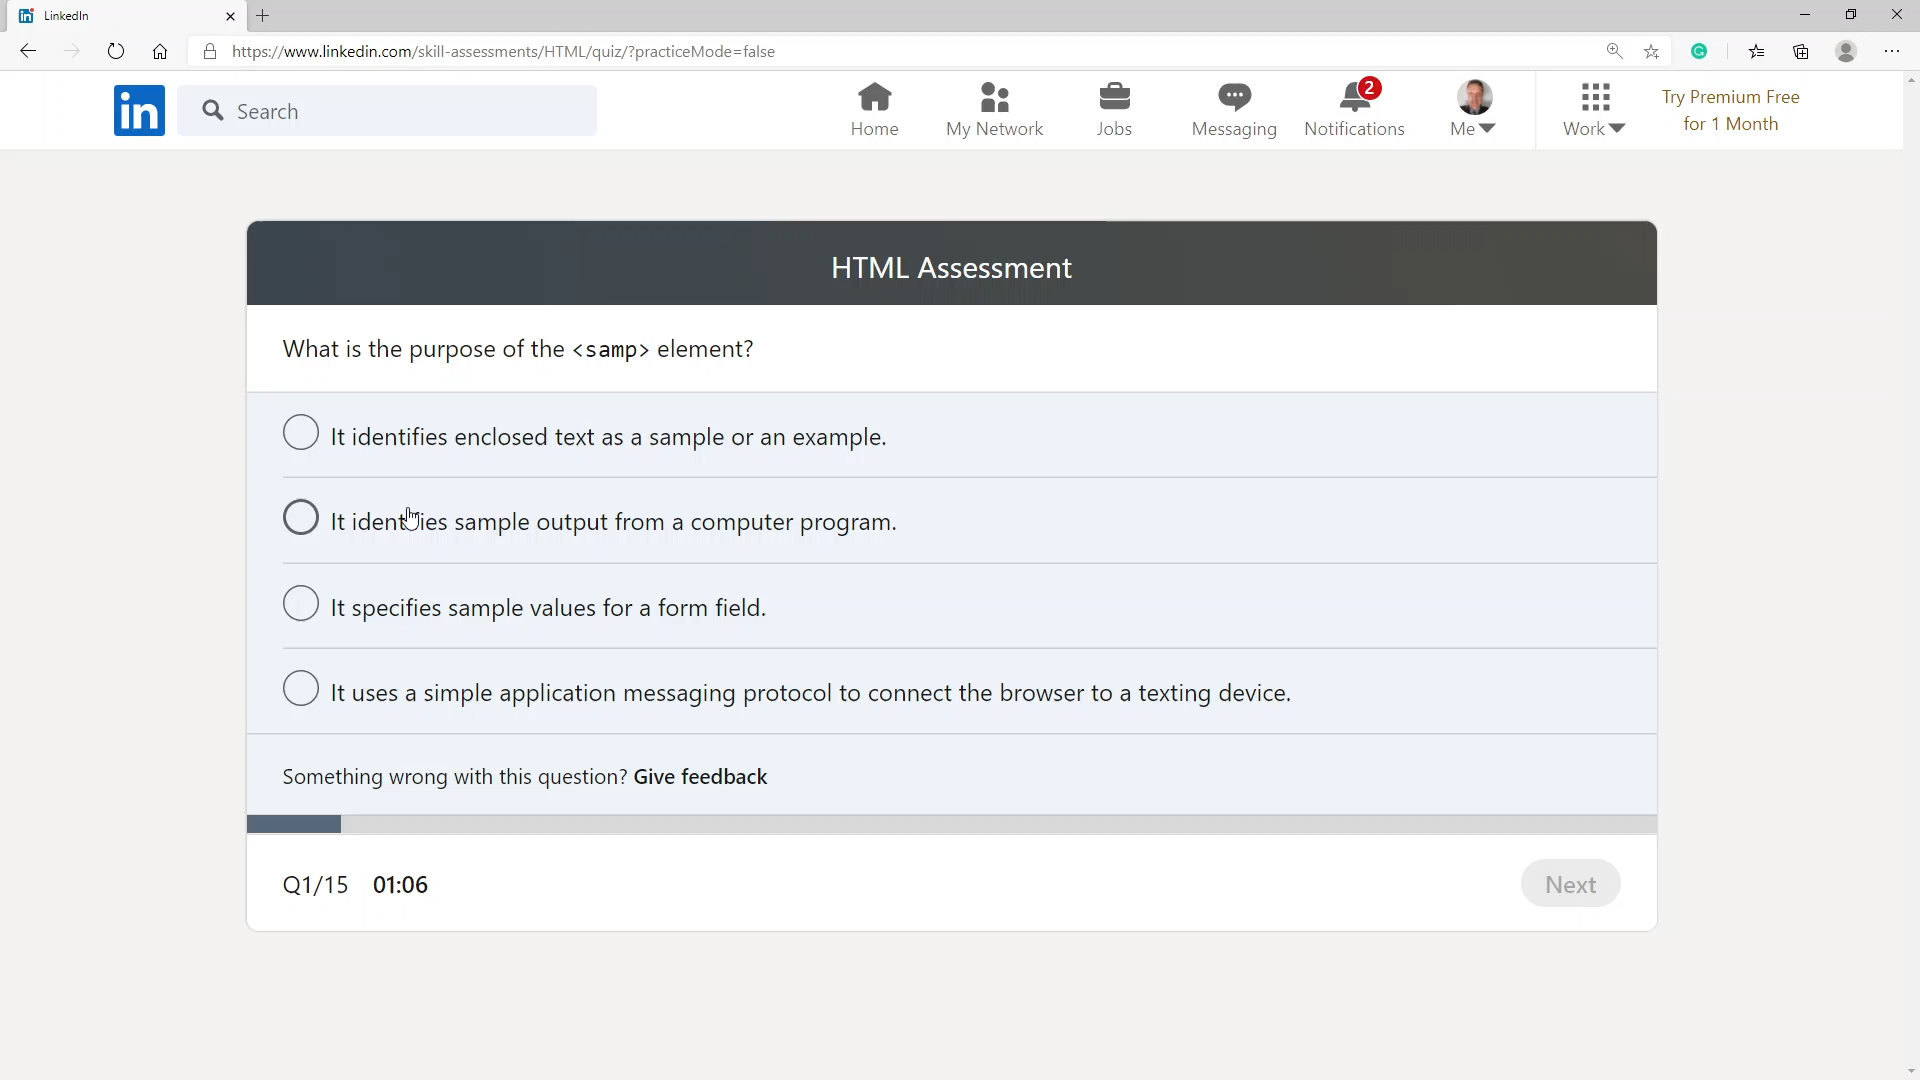 LinkedIn
https://www.linkedin.com/skill-assessments/HTML/quiz/?practiceMode=false
in
Search
Home
My Network
Jobs
Messaging
2
Notifications
Me
Work
Try Premium Free
for 1 Month
HTML Assessment
What is the purpose of the <samp> element?
It identifies enclosed text as a sample or an example.
It identifies sample output from a computer program.
It specifies sample values for a form field.
It uses a simple application messaging protocol to connect the browser to a texting device.
Something wrong with this question? Give feedback
Q1/15 01:06
Next